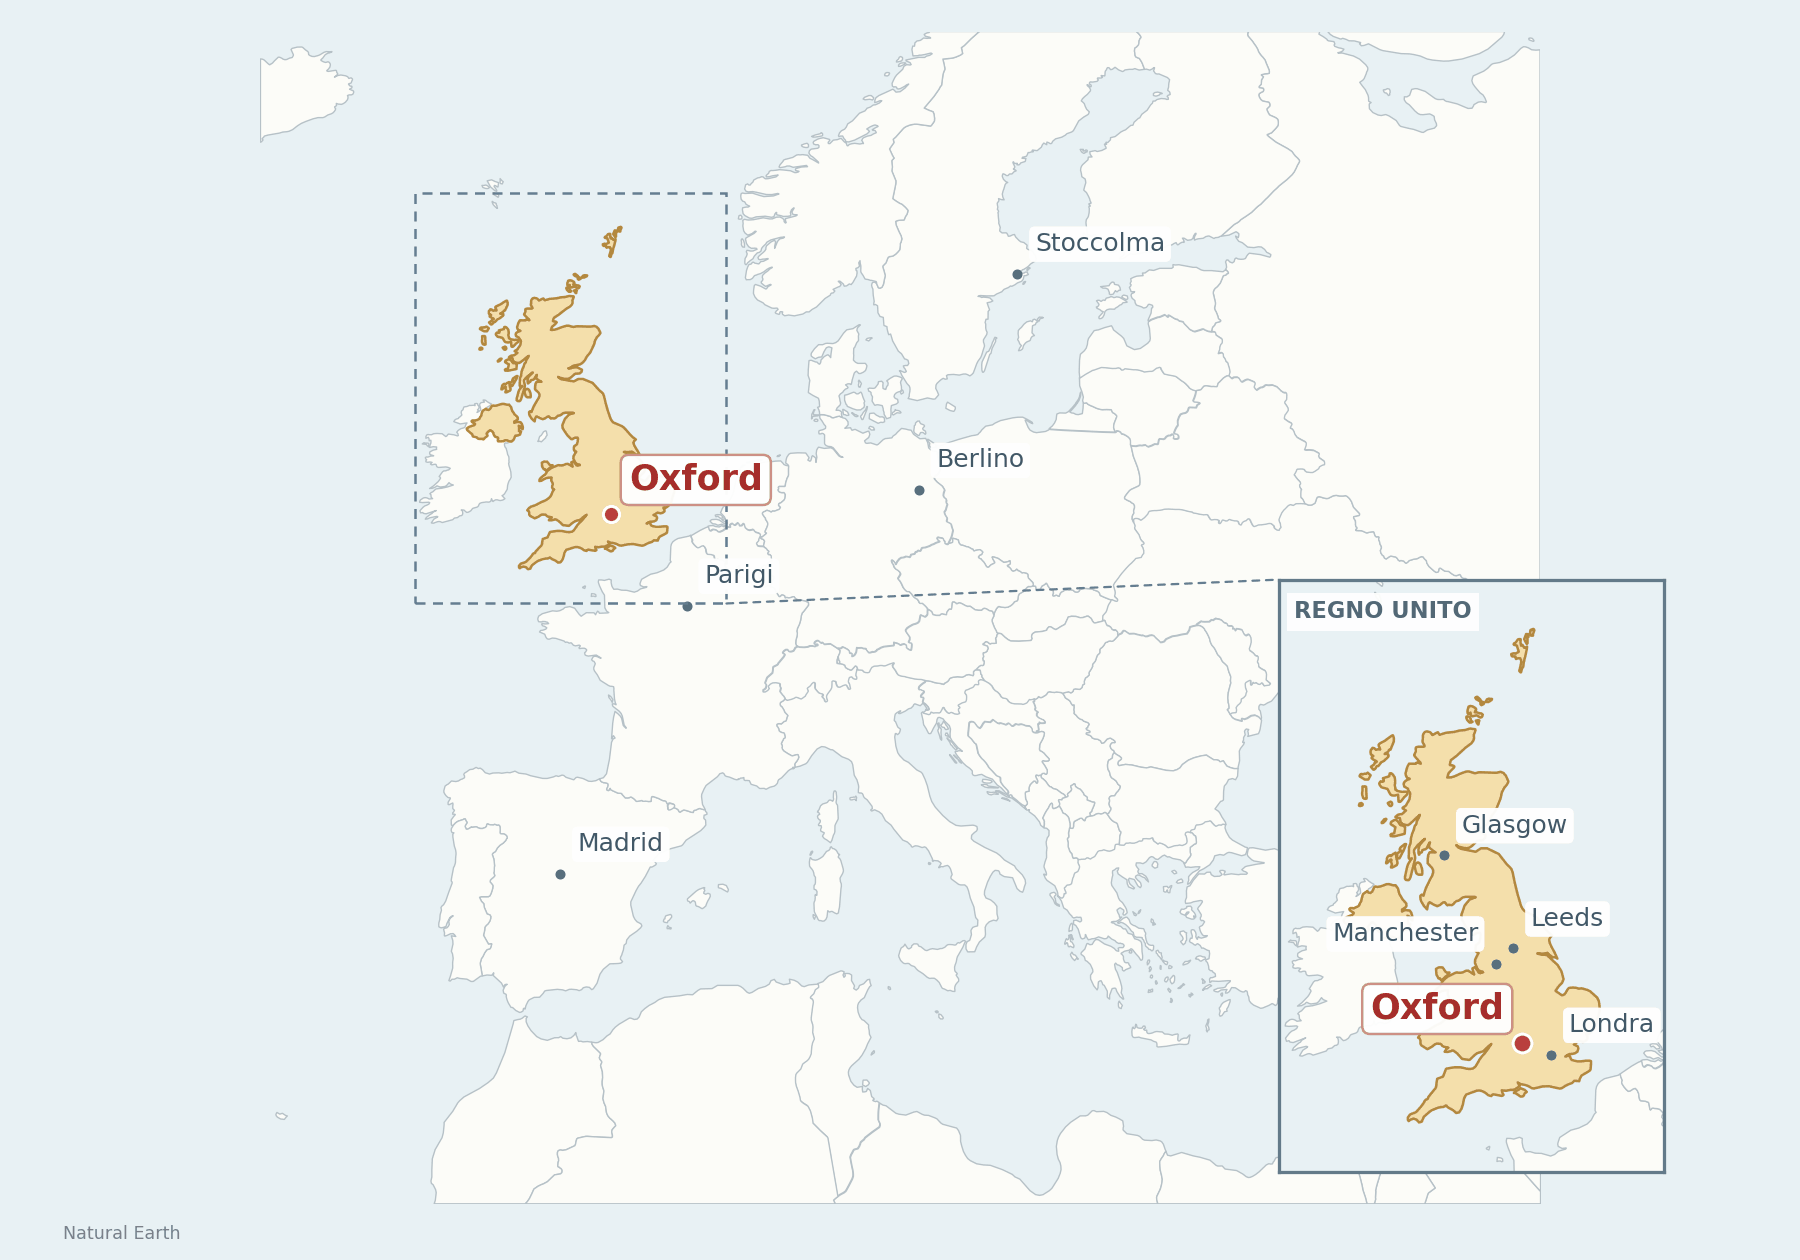 Stoccolma
Berlino
Oxford
Parigi
Madrid
REGNO UNITO
Glasgow
Leeds
Manchester
Oxford
Londra
Natural Earth